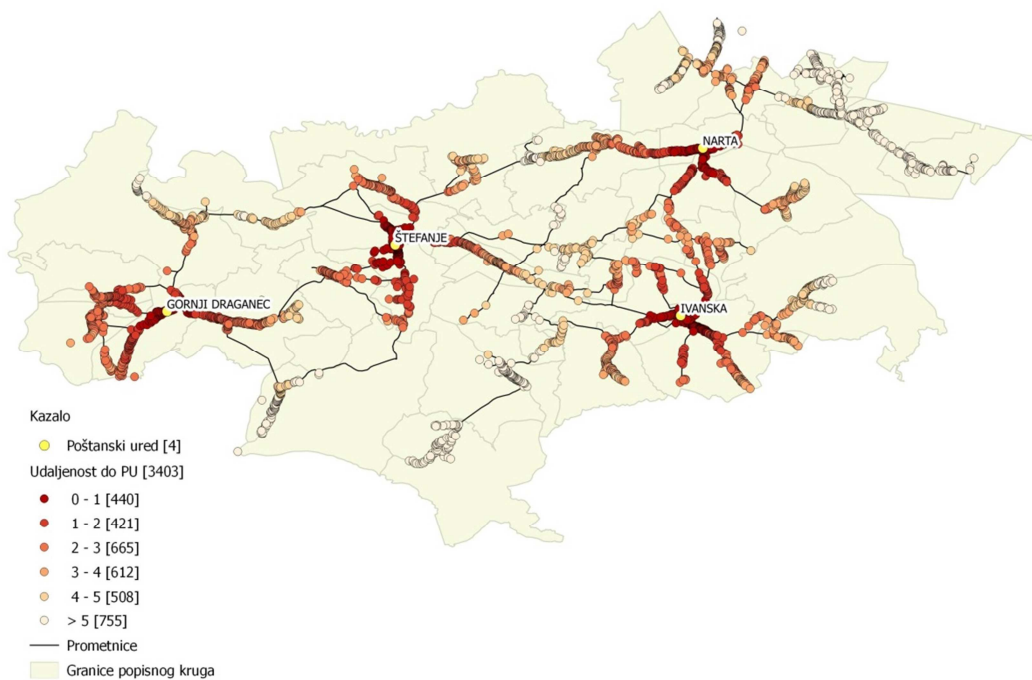 NARTA
ŠTEFANJE
GORNJI DRAGANEC
IVANSKA
Kazalo
Poštanski ured [4]
Udaljenost do PU [3403]
0 - 1 [440]
1 - 2 [421]
2 - 3 [665]
3 - 4 [612]
4 - 5 [508]
> 5 [755]
Prometnice
Granice popisnog kruga